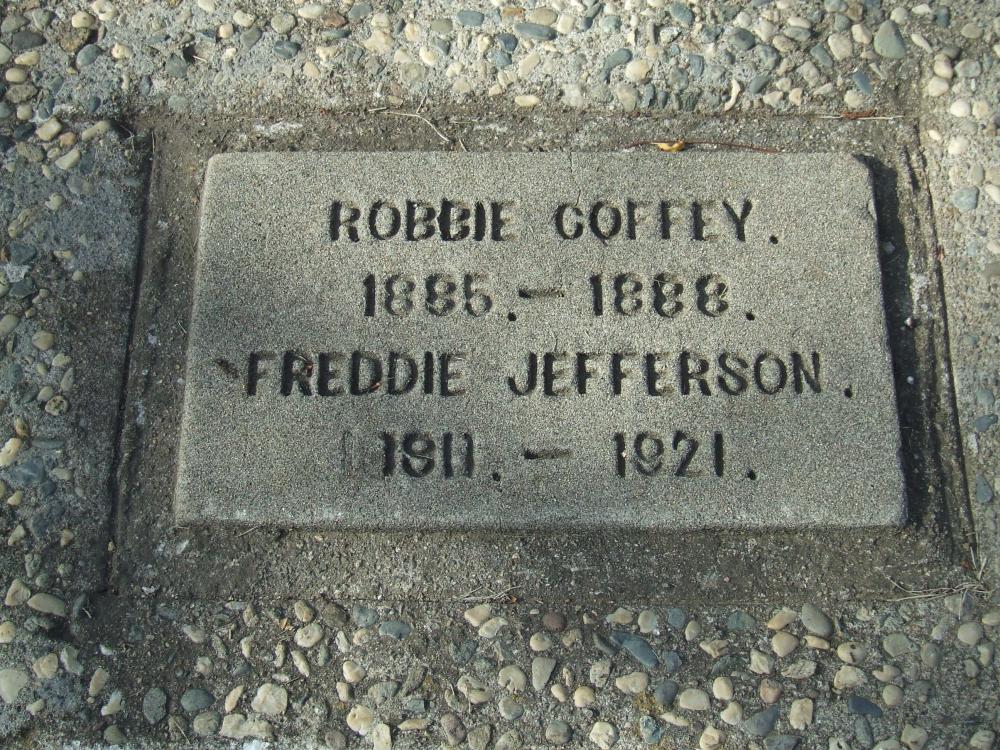 ROBBIE COFFEY.
1885. - 1888.
FREDDIE JEFFERSON.
1911. - 1921.